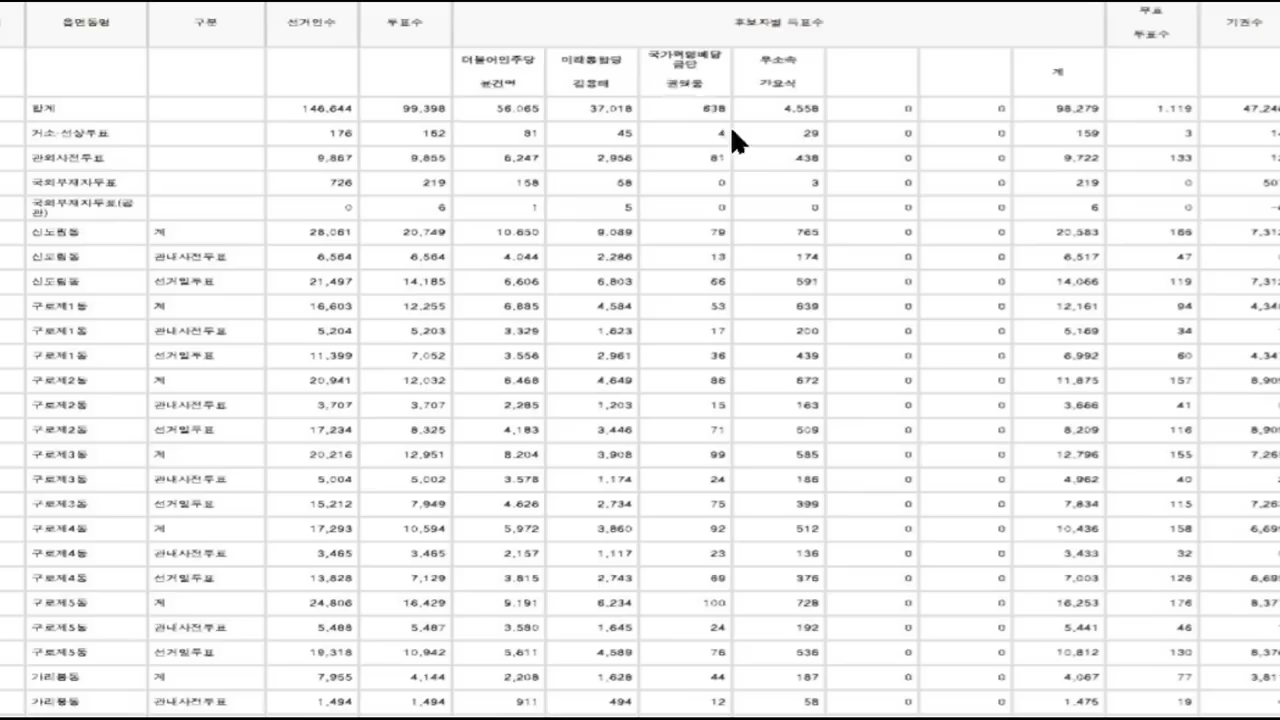 읍면동명 구분 선거인수 투표수 후보자별 득표수 무효 투표수 기권수
더불어민주당 윤건영 미래통합당 김용태 국가혁명배당금당 무소속 계
합계 146,644 99,398 56,065 37,018 638 4,558 0 0 98,279 1,119
거소·선상투표 176 162 81 45 4 29 0 0 159 3
관외사전투표 9,867 9,855 6,247 2,956 81 438 0 0 9,722 133
국외부재자투표 726 219 158 58 0 3 0 0 219 0
국외부재자투표(공관) 0 6 1 5 0 0 0 0 6 0
신도림동 계 28,061 20,749 10,650 9,089 79 765 0 0 20,583 166
신도림동 관내사전투표 6,564 6,564 4,044 2,286 13 174 0 0 6,517 47
신도림동 선거일투표 21,497 14,185 6,606 6,803 66 591 0 0 14,066 119
구로제1동 계 16,603 12,255 6,885 4,584 53 639 0 0 12,161 94
구로제1동 관내사전투표 5,204 5,203 3,329 1,623 17 200 0 0 5,169 34
구로제1동 선거일투표 11,399 7,052 3,556 2,961 36 439 0 0 6,992 60
구로제2동 계 20,941 12,032 6,468 4,649 86 672 0 0 11,875 157
구로제2동 관내사전투표 3,707 3,707 2,285 1,203 15 163 0 0 3,666 41
구로제2동 선거일투표 17,234 8,325 4,183 3,446 71 509 0 0 8,209 116
구로제3동 계 20,216 12,951 8,204 3,908 99 585 0 0 12,796 155
구로제3동 관내사전투표 5,004 5,002 3,578 1,174 24 186 0 0 4,962 40
구로제3동 선거일투표 15,212 7,949 4,626 2,734 75 399 0 0 7,834 115
구로제4동 계 17,293 10,594 5,972 3,860 92 512 0 0 10,436 158
구로제4동 관내사전투표 3,465 3,465 2,157 1,117 23 136 0 0 3,433 32
구로제4동 선거일투표 13,828 7,129 3,815 2,743 69 376 0 0 7,003 126
구로제5동 계 24,806 16,429 9,191 6,234 100 728 0 0 16,253 176
구로제5동 관내사전투표 5,488 5,487 3,580 1,645 24 192 0 0 5,441 46
구로제5동 선거일투표 19,318 10,942 5,611 4,589 76 536 0 0 10,812 130
가리봉동 계 7,955 4,144 2,208 1,628 44 187 0 0 4,067 77
가리봉동 관내사전투표 1,494 1,494 911 494 12 58 0 0 1,475 19